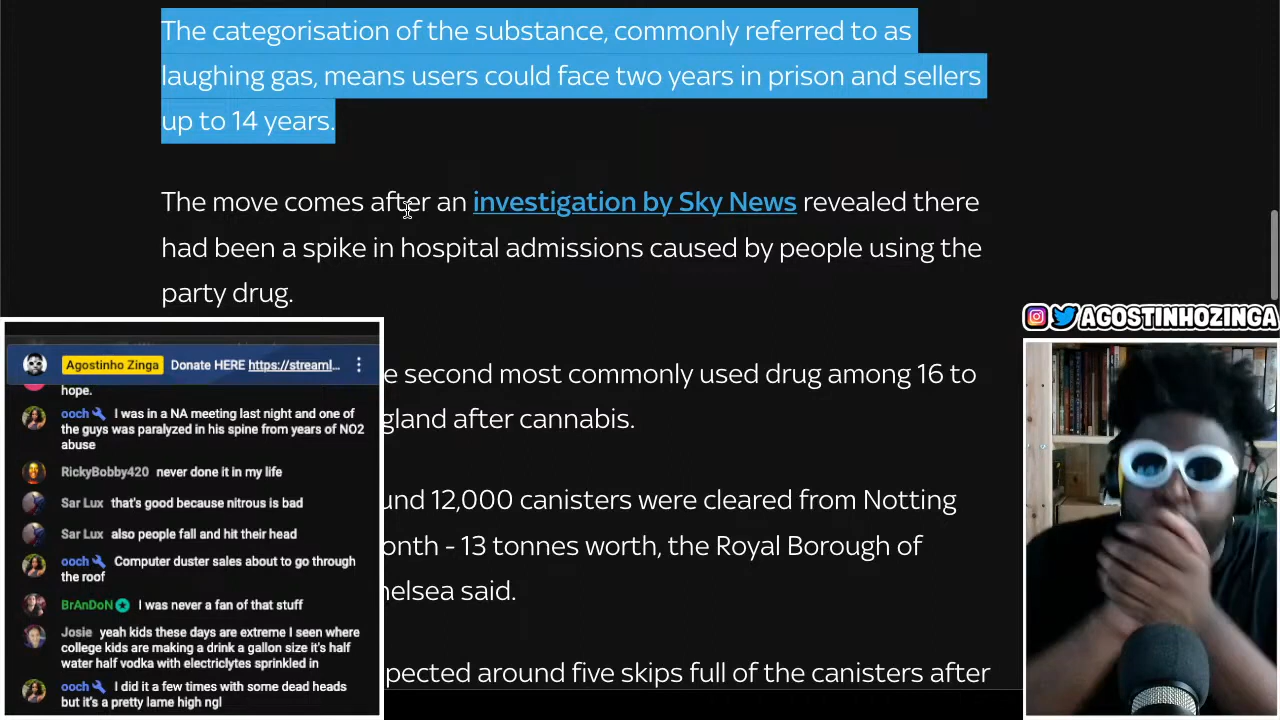 The categorisation of the substance, commonly referred to as
laughing gas, means users could face two years in prison and sellers
up to 14 years.
The move comes after an investigation by Sky News revealed there
had been a spike in hospital admissions caused by people using the
party drug.
e second most commonly used drug among 16 to
gland after cannabis.
und 12,000 canisters were cleared from Notting
onth - 13 tonnes worth, the Royal Borough of
helsea said.
pected around five skips full of the canisters after
AGOSTINHOZINGA
Agostinho Zinga Donate HERE https://streaml...
hope.
ooch I was in a NA meeting last night and one of
the guys was paralyzed in his spine from years of NO2
abuse
RickyBobby420 never done it in my life
Sar Lux that's good because nitrous is bad
Sar Lux also people fall and hit their head
ooch Computer duster sales about to go through
the roof
BrAnDoN I was never a fan of that stuff
Josie yeah kids these days are extreme I seen where
college kids are making a drink a gallon size it's half
water half vodka with electriclytes sprinkled in
ooch I did it a few times with some dead heads
but it's a pretty lame high ngl